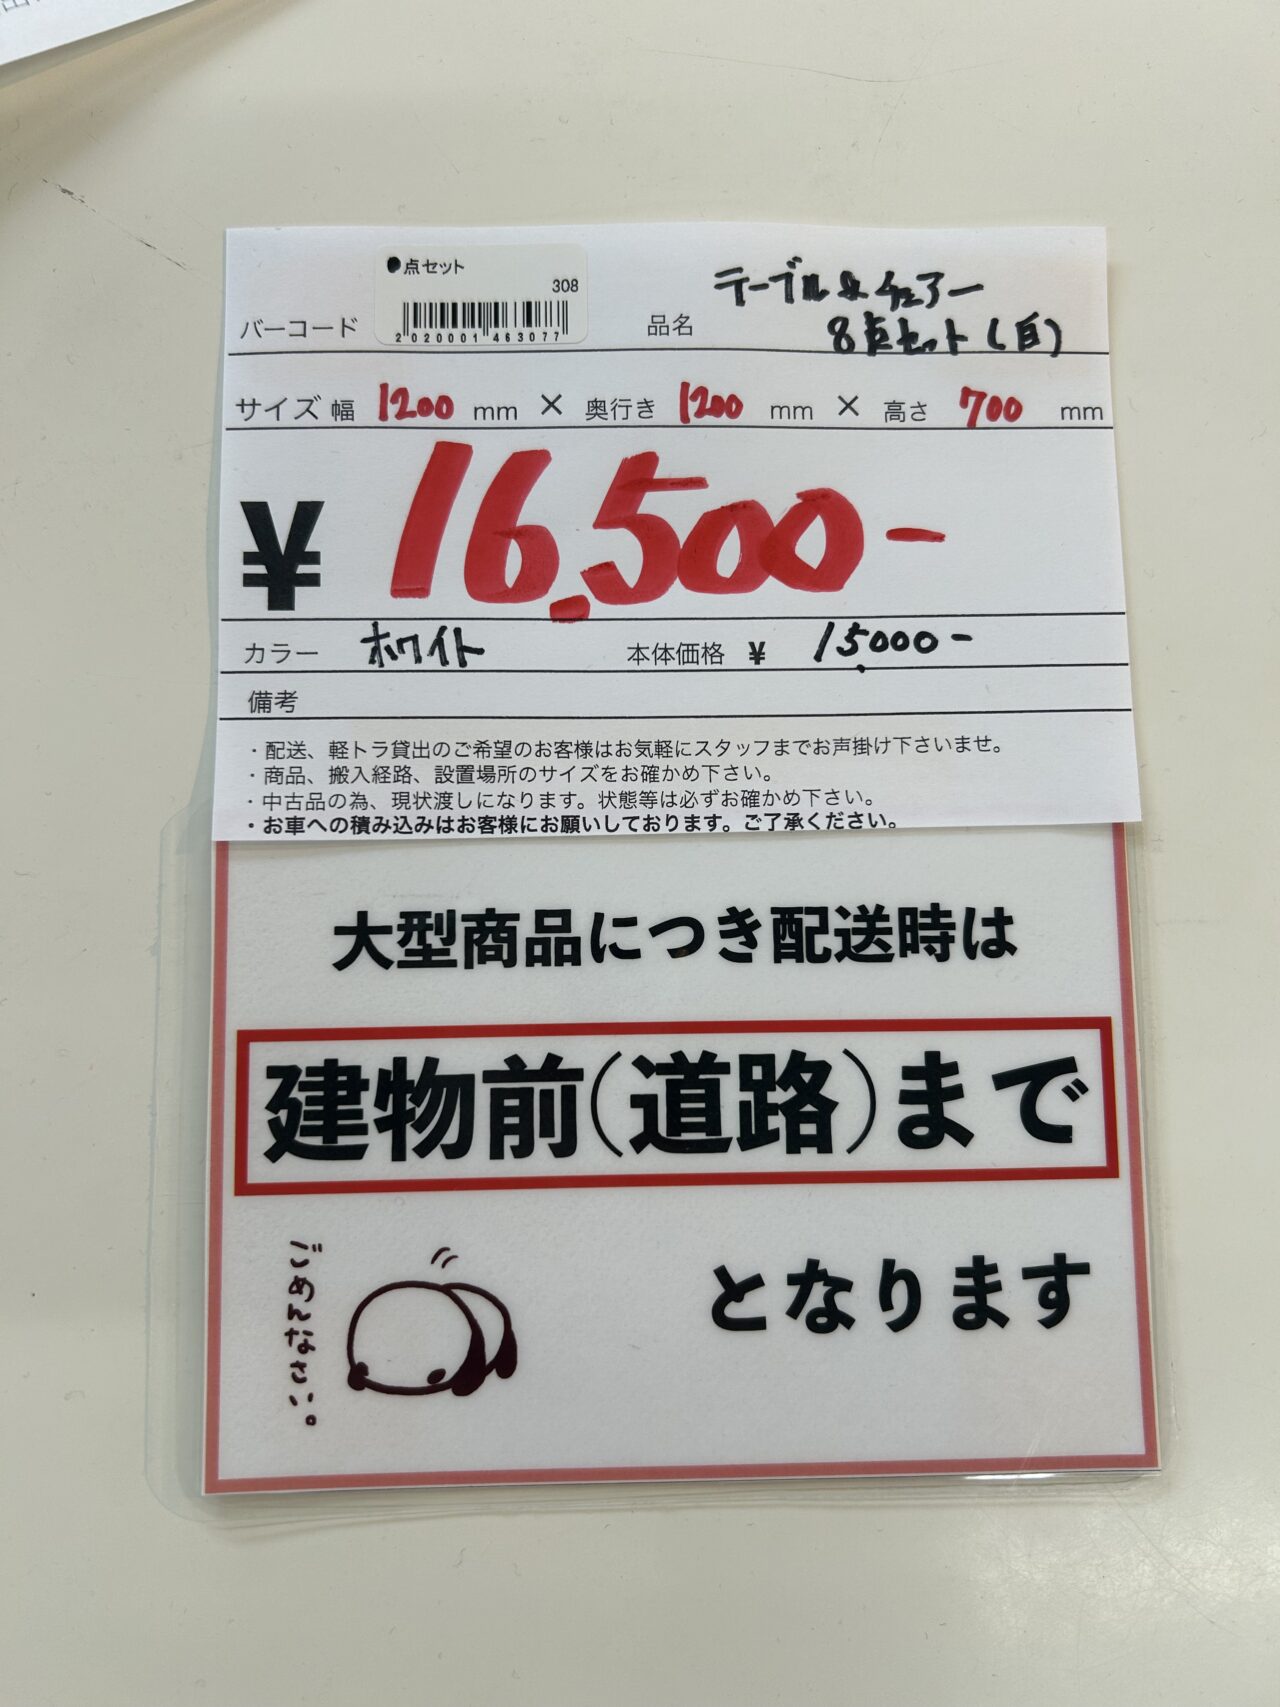 ●点セット
308
バーコード
2020001 463077
品名 テーブル&チェアー
8点セット(白)
サイズ 幅 1200 mm × 奥行き 1200 mm × 高さ 700 mm
¥ 16,500-
カラー ホワイト 本体価格 ¥ 15,000-
備考
・配送、軽トラ貸出のご希望のお客様はお気軽にスタッフまでお声掛け下さいませ。
・商品、搬入経路、設置場所のサイズをお確かめ下さい。
・中古品の為、現状渡しになります。状態等は必ずお確かめ下さい。
・お車への積み込みはお客様にお願いしております。ご了承ください。
大型商品につき配送時は
建物前(道路)まで
となります
ごめんなさい。